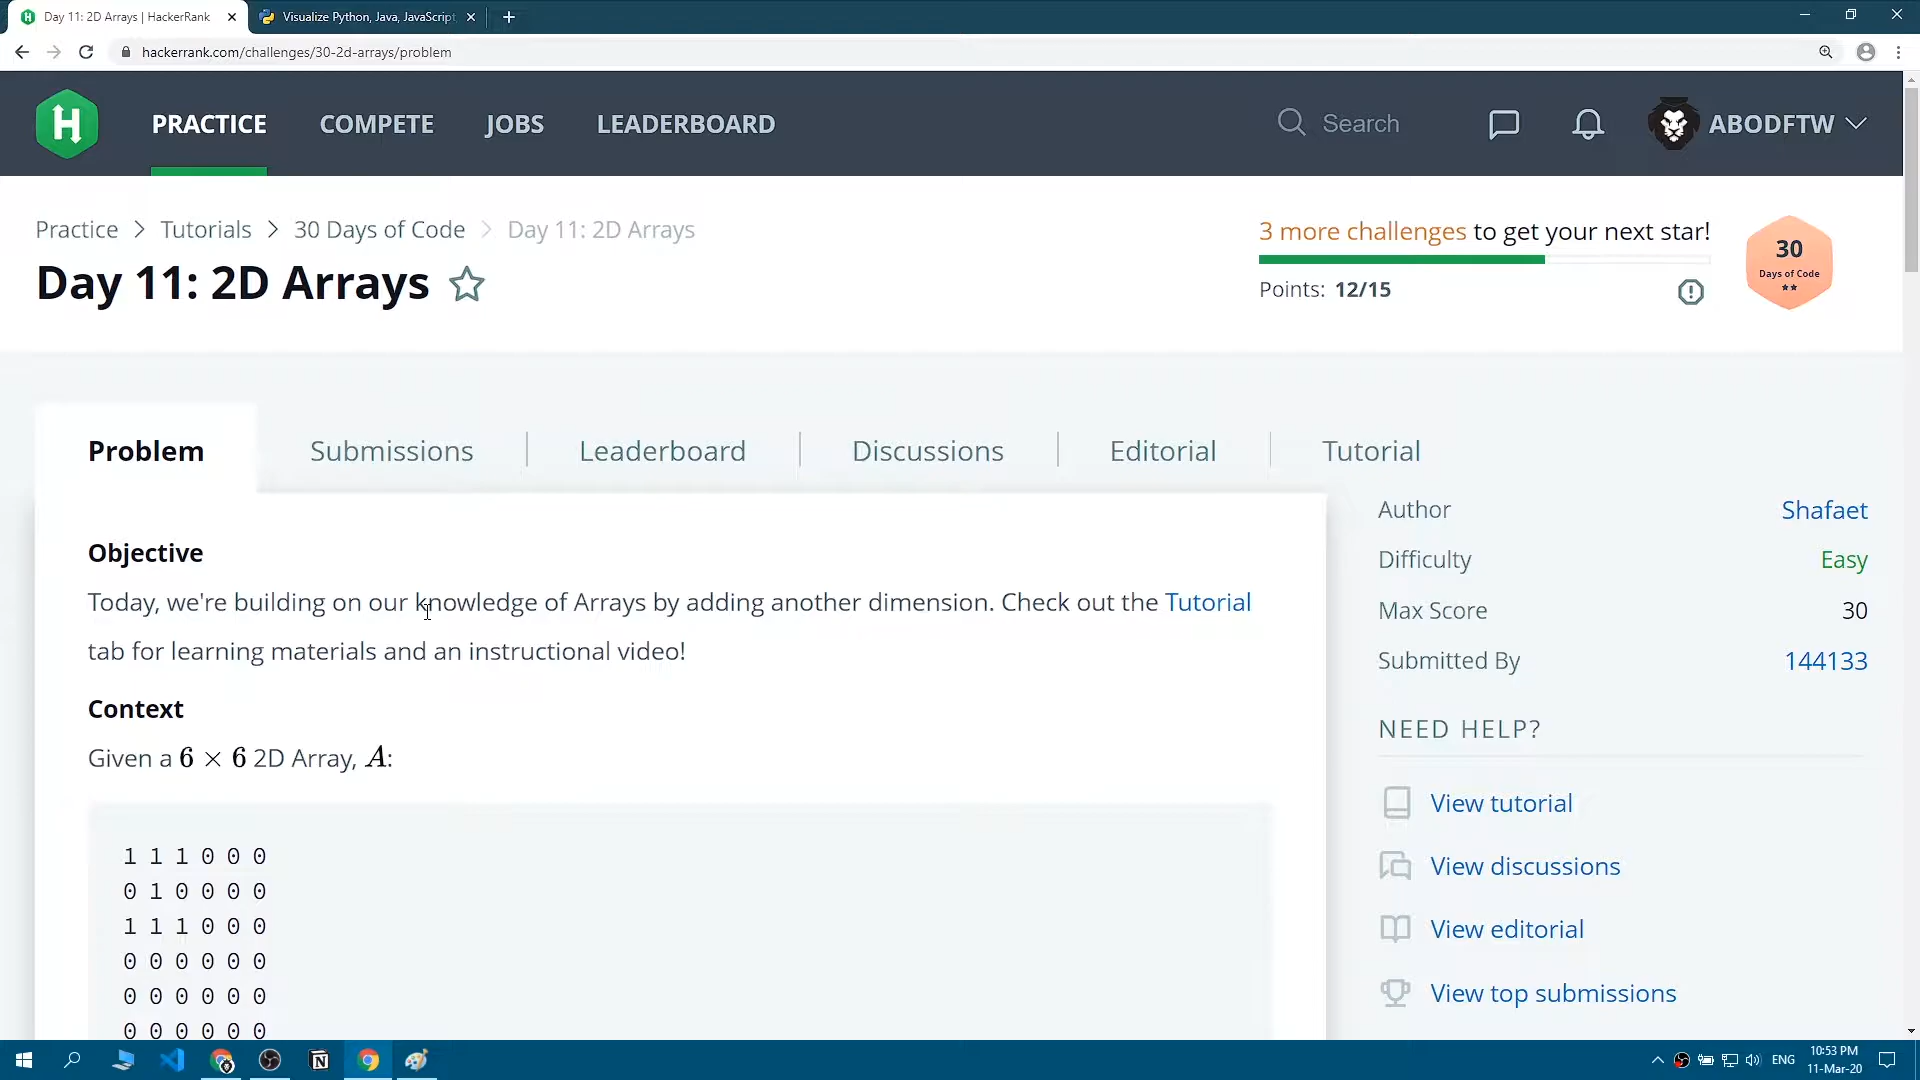 Day 11: 2D Arrays | HackerRank
Visualize Python, Java, JavaScript,
hackerrank.com/challenges/30-2d-arrays/problem
H PRACTICE COMPETE JOBS LEADERBOARD Search ABODFTW
Practice > Tutorials > 30 Days of Code > Day 11: 2D Arrays
Day 11: 2D Arrays
3 more challenges to get your next star!
Points: 12/15
30
Days of Code
Problem Submissions Leaderboard Discussions Editorial Tutorial
Objective
Today, we're building on our knowledge of Arrays by adding another dimension. Check out the Tutorial
tab for learning materials and an instructional video!
Context
Given a 6 × 6 2D Array, A:
1 1 1 0 0 0
0 1 0 0 0 0
1 1 1 0 0 0
0 0 0 0 0 0
0 0 0 0 0 0
0 0 0 0 0 0
Author Shafaet
Difficulty Easy
Max Score 30
Submitted By 144133
NEED HELP?
View tutorial
View discussions
View editorial
View top submissions
ENG
10:53 PM
11-Mar-20